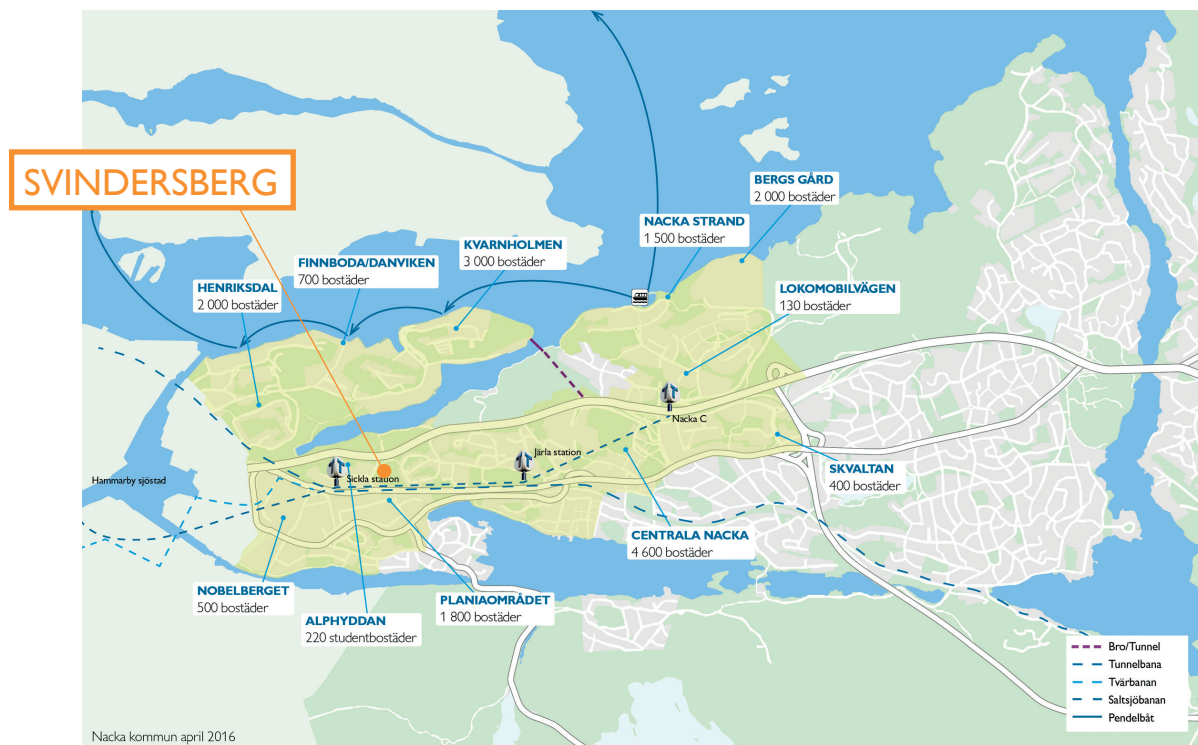 SVINDERSBERG
BERGS GÅRD
2 000 bostäder
NACKA STRAND
1 500 bostäder
KVARNHOLMEN
3 000 bostäder
FINNBODA/DANVIKEN
700 bostäder
HENRIKSDAL
2 000 bostäder
LOKOMOBILVÄGEN
130 bostäder
Nacka C
Järla station
Sickla station
Hammarby sjöstad
SKVALTAN
400 bostäder
CENTRALA NACKA
4 600 bostäder
NOBELBERGET
500 bostäder
PLANIAOMRÅDET
1 800 bostäder
ALPHYDDAN
220 studentbostäder
Bro/Tunnel
Tunnelbana
Tvärbanan
Saltsjöbanan
Pendelbåt
Nacka kommun april 2016